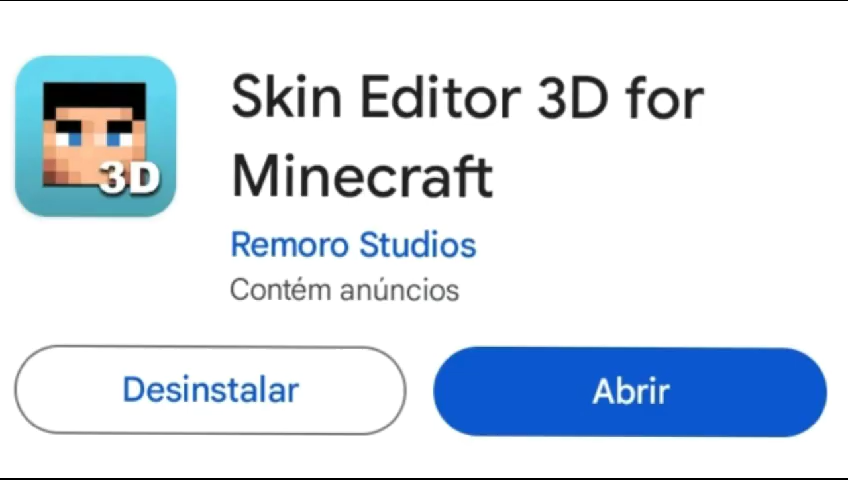 Skin Editor 3D for
Minecraft
3D
Remoro Studios
Contém anúncios
Desinstalar
Abrir